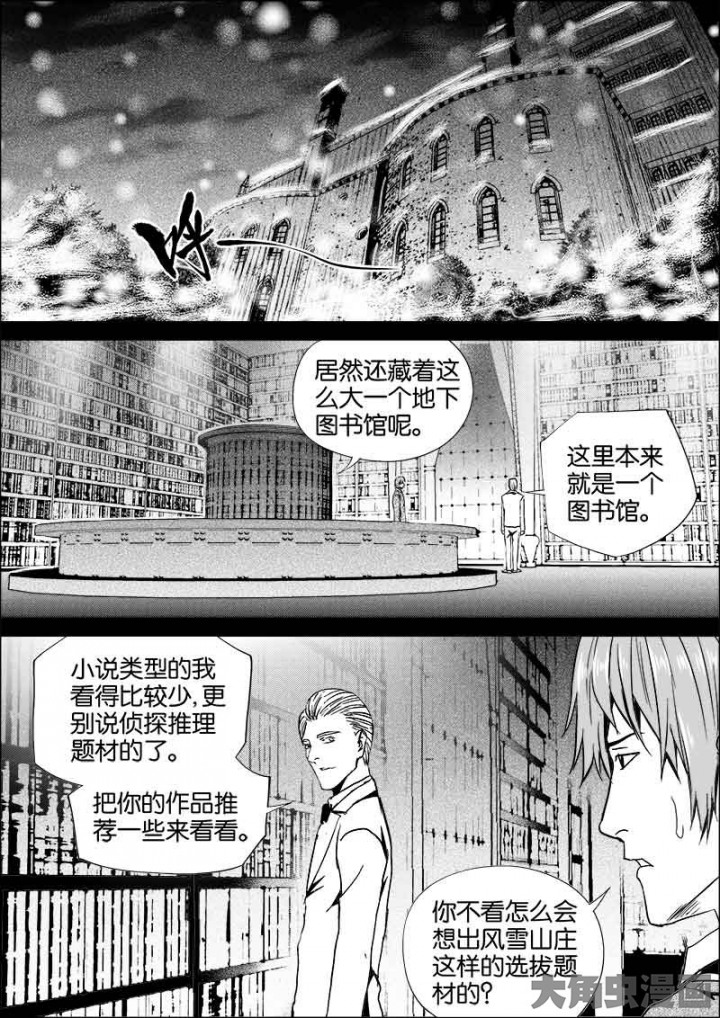 呼
居然还藏着这
么大一个地下
图书馆呢。
这里本来
就是一个
图书馆。
小说类型的我
看得比较少,更
别说侦探推理
题材的了。
把你的作品推
荐一些来看看。
你不看怎么会
想出风雪山庄
这样的选拔题
材的?
大角虫漫画